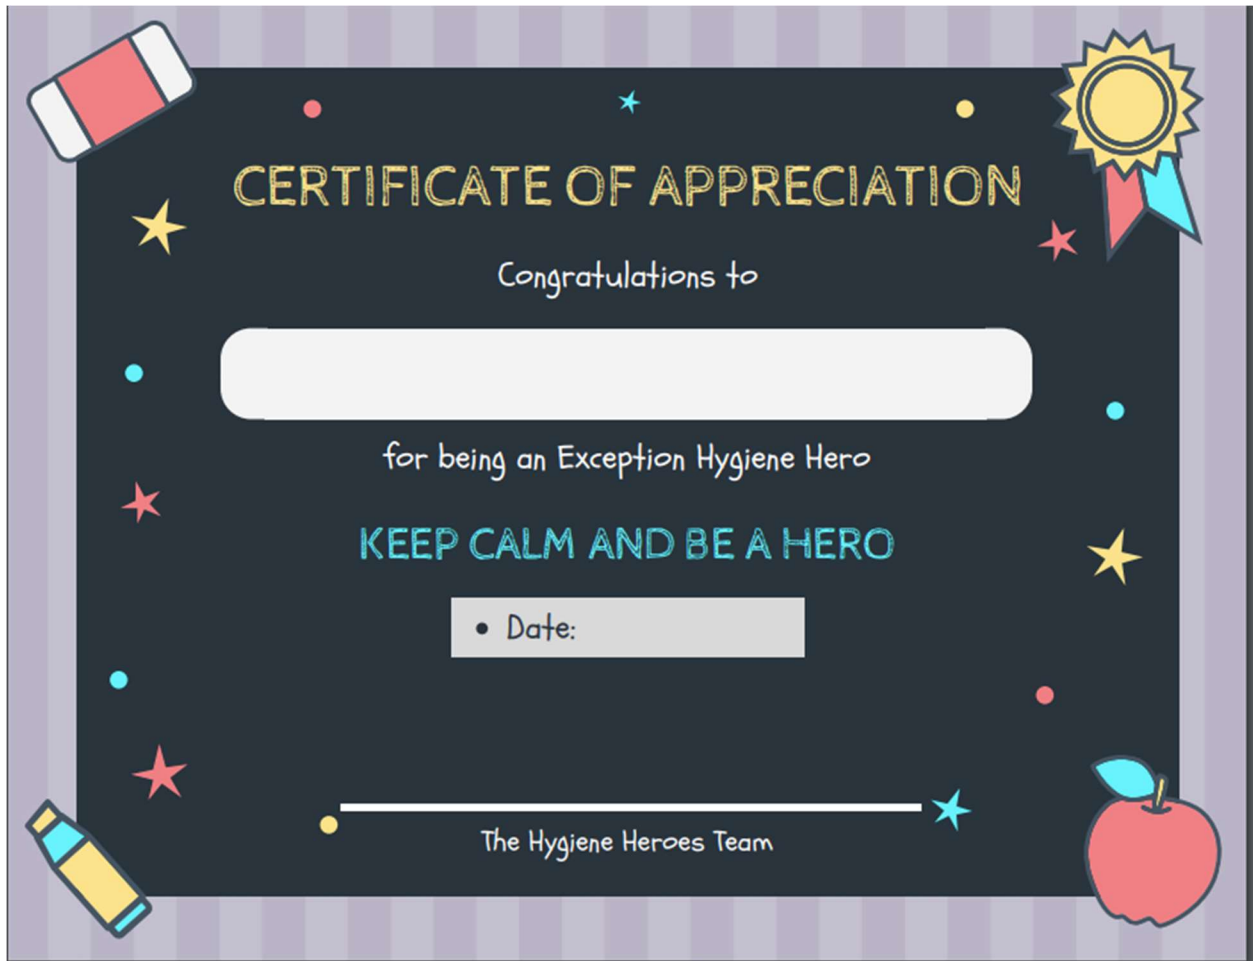 CERTIFICATE OF APPRECIATION
Congratulations to
for being an Exception Hygiene Hero
KEEP CALM AND BE A HERO
• Date:
The Hygiene Heroes Team